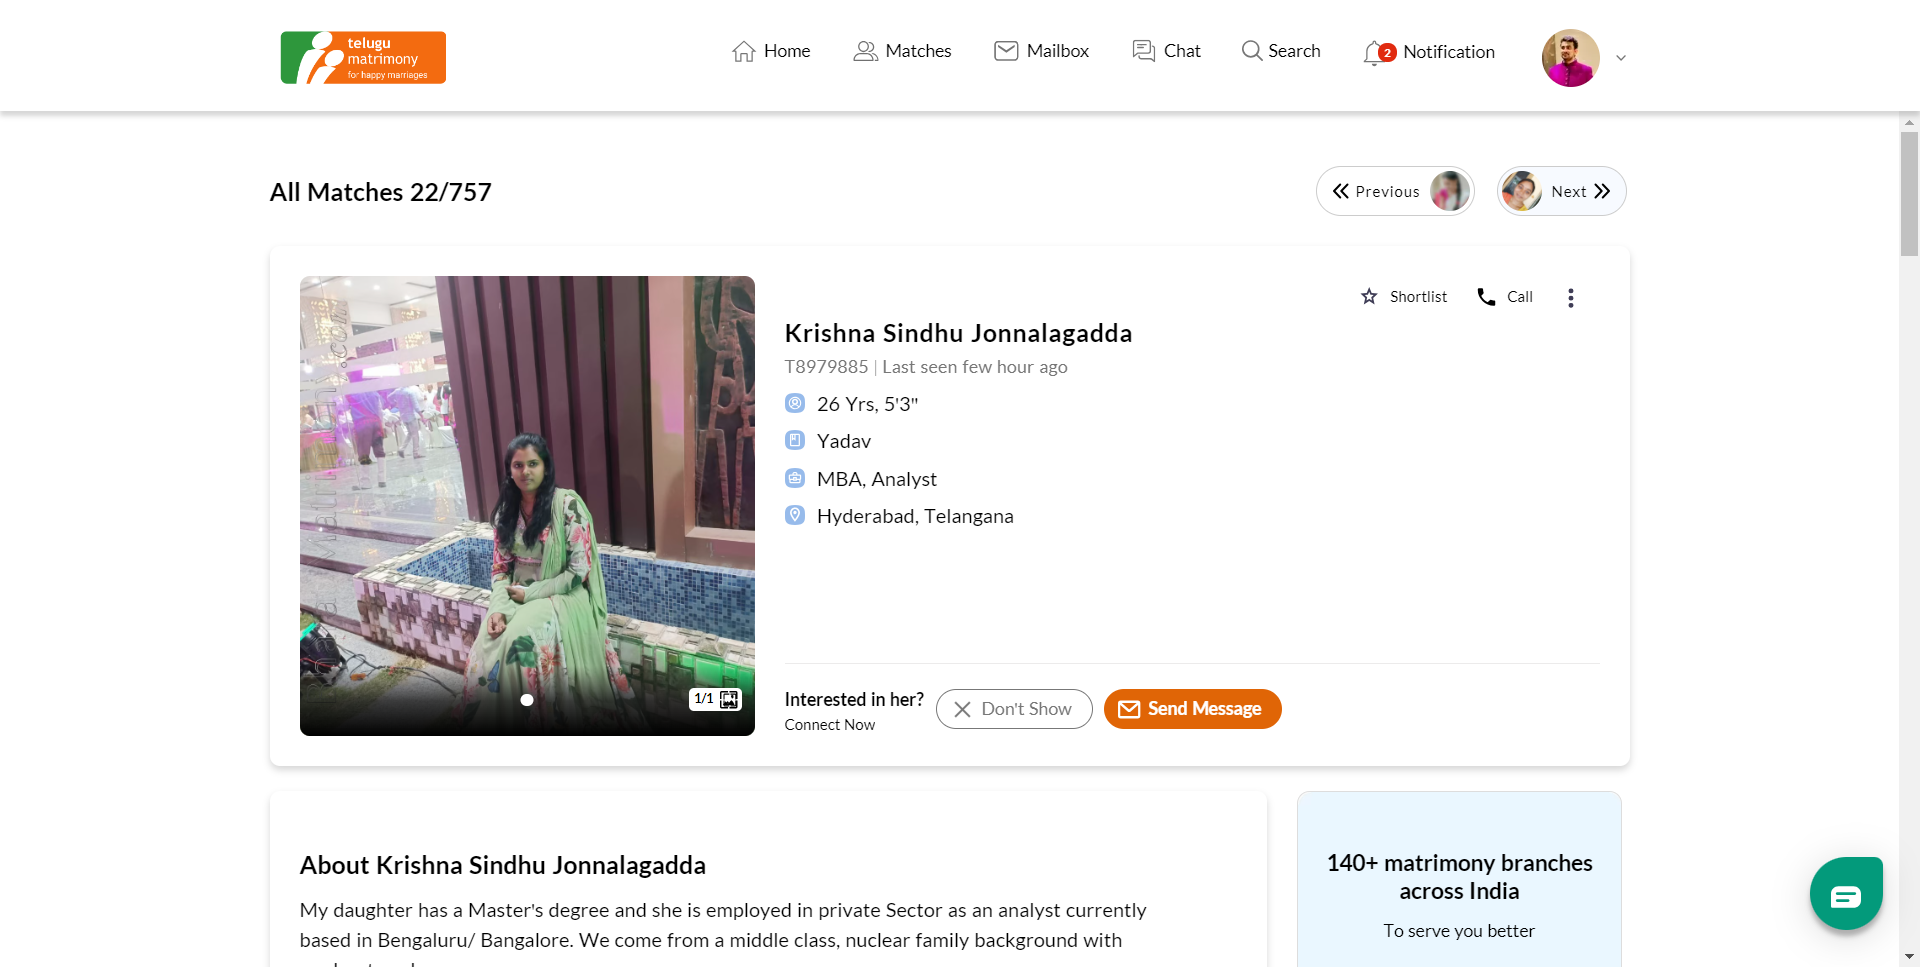 telugu
matrimony
for happy marriages
Home
Matches
Mailbox
Chat
Search
2
Notification
All Matches 22/757
Previous
Next
Shortlist
Call
Krishna Sindhu Jonnalagadda
T8979885 | Last seen few hour ago
26 Yrs, 5'3"
Yadav
MBA, Analyst
Hyderabad, Telangana
1/1
Interested in her?
Connect Now
Don't Show
Send Message
About Krishna Sindhu Jonnalagadda
My daughter has a Master's degree and she is employed in private Sector as an analyst currently
based in Bengaluru/ Bangalore. We come from a middle class, nuclear family background with
140+ matrimony branches
across India
To serve you better